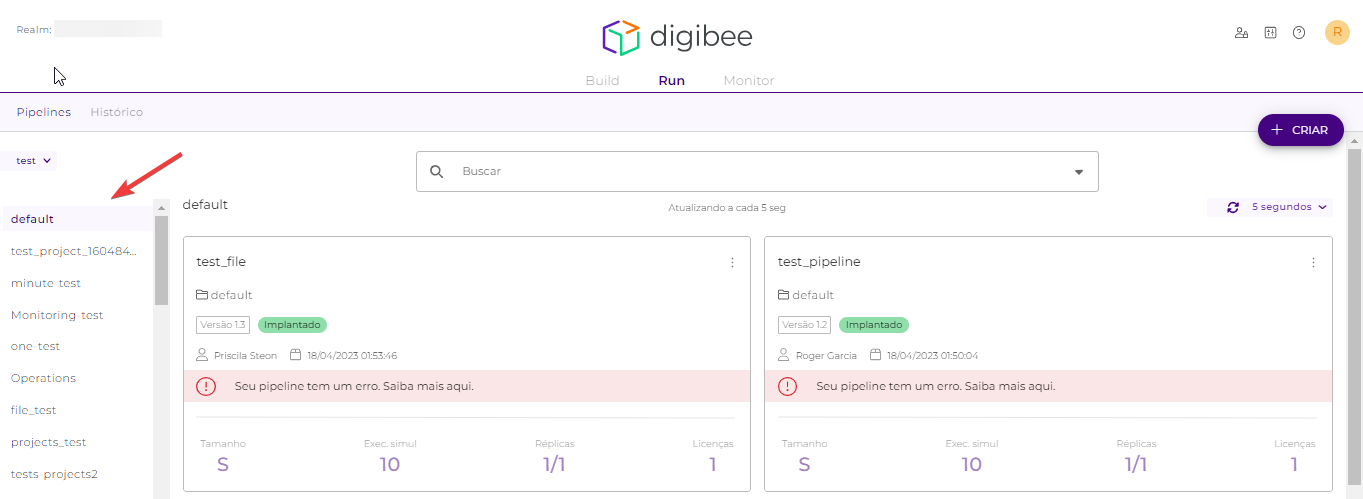 Realm:
digibee
R
Build Run Monitor
Pipelines Histórico
+ CRIAR
test
Buscar
default
Atualizando a cada 5 seg
5 segundos
default
test_project_160484...
minute-test
Monitoring-test
one-test
Operations
file_test
projects_test
tests-projects2
test_file
default
Versão 1.3 Implantado
Priscila Steon 18/04/2023 01:53:46
Seu pipeline tem um erro. Saiba mais aqui.
Tamanho Exec. simul Réplicas Licenças
S 10 1/1 1
test_pipeline
default
Versão 1.2 Implantado
Roger Garcia 18/04/2023 01:50:04
Seu pipeline tem um erro. Saiba mais aqui.
Tamanho Exec. simul Réplicas Licenças
S 10 1/1 1